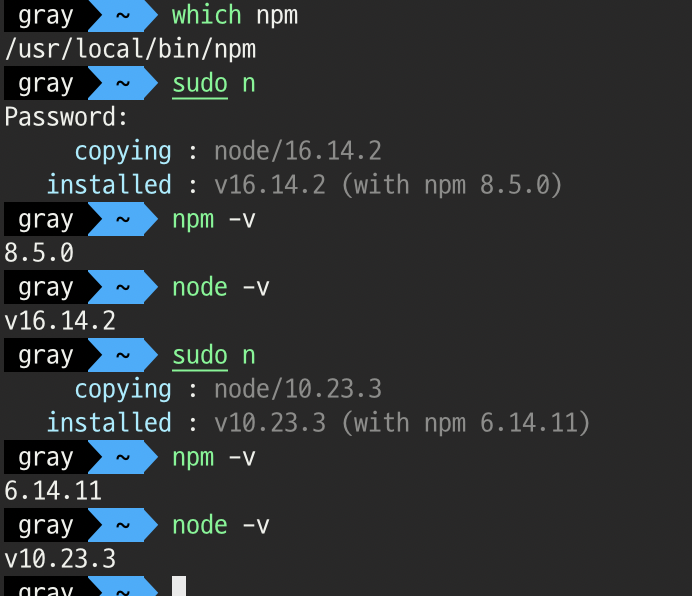 gray ~ which npm
/usr/local/bin/npm
gray ~ sudo n
Password:
copying : node/16.14.2
installed : v16.14.2 (with npm 8.5.0)
gray ~ npm -v
8.5.0
gray ~ node -v
v16.14.2
gray ~ sudo n
copying : node/10.23.3
installed : v10.23.3 (with npm 6.14.11)
gray ~ npm -v
6.14.11
gray ~ node -v
v10.23.3
gray ~